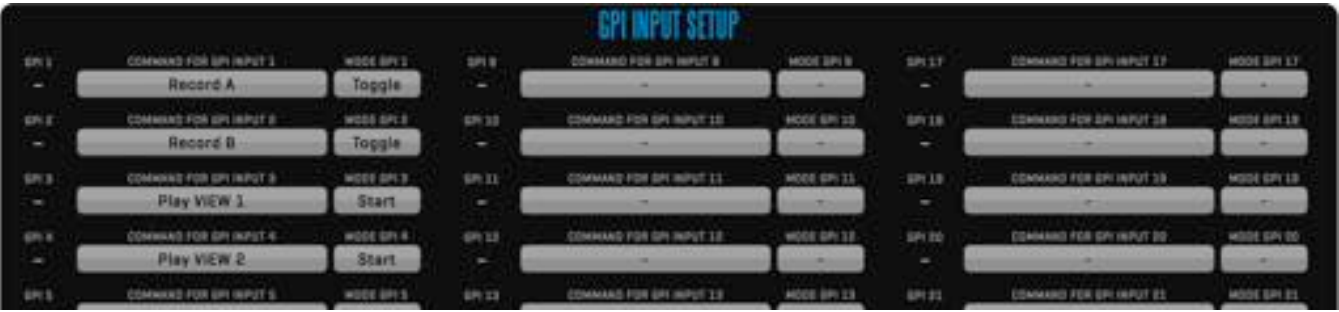 GPI INPUT SETUP
GPI 1 COMMAND FOR GPI INPUT 1 MODE GPI 1 GPI 9 COMMAND FOR GPI INPUT 9 MODE GPI 9 GPI 17 COMMAND FOR GPI INPUT 17 MODE GPI 17
- Record A Toggle - - - - - -
GPI 2 COMMAND FOR GPI INPUT 2 MODE GPI 2 GPI 10 COMMAND FOR GPI INPUT 10 MODE GPI 10 GPI 18 COMMAND FOR GPI INPUT 18 MODE GPI 18
- Record B Toggle - - - - - -
GPI 3 COMMAND FOR GPI INPUT 3 MODE GPI 3 GPI 11 COMMAND FOR GPI INPUT 11 MODE GPI 11 GPI 19 COMMAND FOR GPI INPUT 19 MODE GPI 19
- Play VIEW 1 Start - - - - - -
GPI 4 COMMAND FOR GPI INPUT 4 MODE GPI 4 GPI 12 COMMAND FOR GPI INPUT 12 MODE GPI 12 GPI 20 COMMAND FOR GPI INPUT 20 MODE GPI 20
- Play VIEW 2 Start - - - - - -
GPI 5 COMMAND FOR GPI INPUT 5 MODE GPI 5 GPI 13 COMMAND FOR GPI INPUT 13 MODE GPI 13 GPI 21 COMMAND FOR GPI INPUT 21 MODE GPI 21